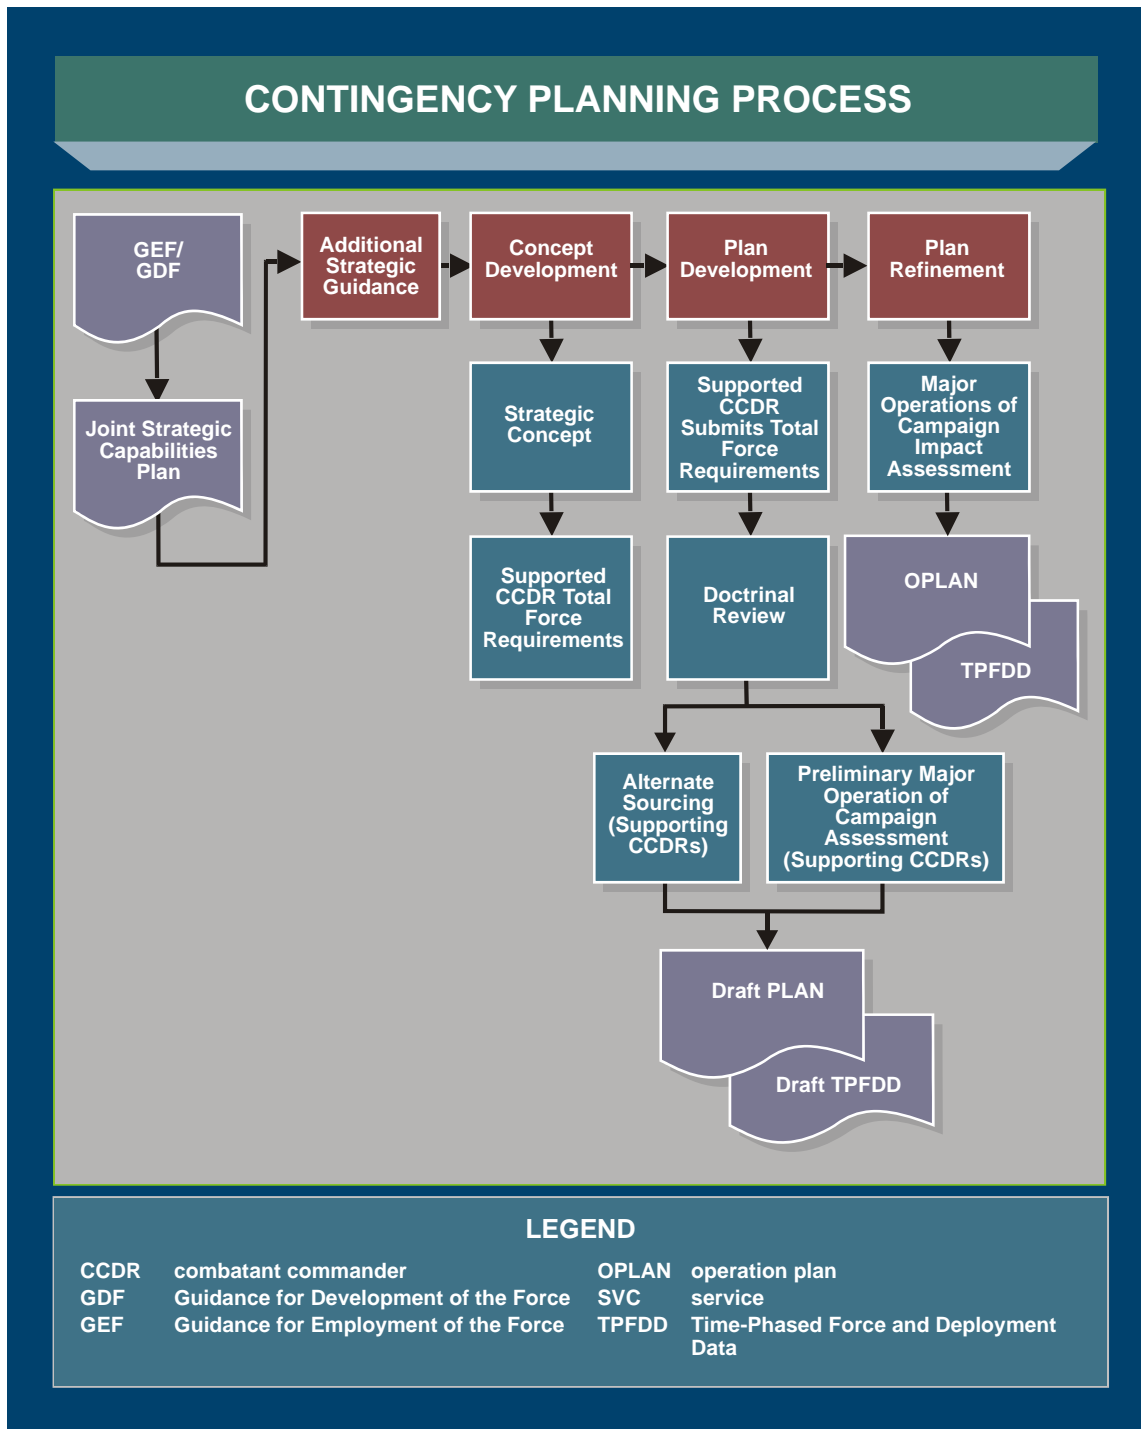 CONTINGENCY PLANNING PROCESS
GEF/
GDF
Joint Strategic
Capabilities
Plan
Additional
Strategic
Guidance
Concept
Development
Plan
Development
Plan
Refinement
Strategic
Concept
Supported
CCDR
Submits Total
Force
Requirements
Major
Operations of
Campaign
Impact
Assessment
Supported
CCDR Total
Force
Requirements
Doctrinal
Review
OPLAN
TPFDD
Alternate
Sourcing
(Supporting
CCDRs)
Preliminary Major
Operation of
Campaign
Assessment
(Supporting CCDRs)
Draft PLAN
Draft TPFDD
LEGEND
CCDR combatant commander
GDF Guidance for Development of the Force
GEF Guidance for Employment of the Force
OPLAN operation plan
SVC service
TPFDD Time-Phased Force and Deployment
Data